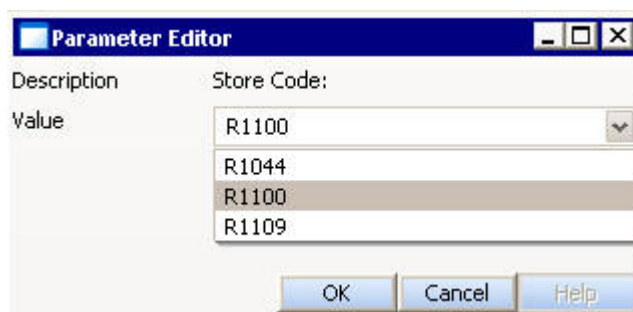 Parameter Editor
Description Store Code:
Value R1100
R1044
R1100
R1109
OK Cancel Help